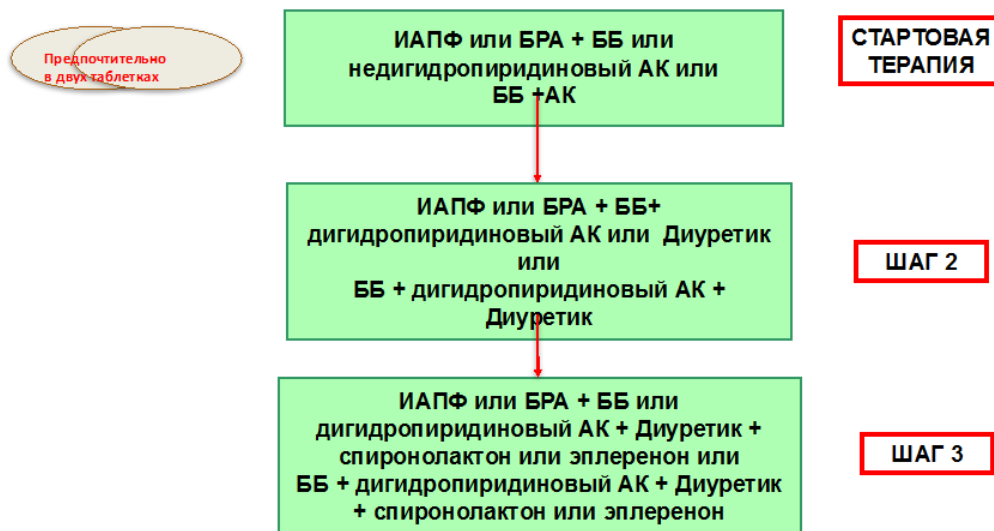 Предпочтительно
в двух таблетках
ИАПФ или БРА + ББ или
недигидропиридиновый АК или
ББ +АК
СТАРТОВАЯ
ТЕРАПИЯ
ИАПФ или БРА + ББ+
дигидропиридиновый АК или Диуретик
или
ББ + дигидропиридиновый АК +
Диуретик
ШАГ 2
ИАПФ или БРА + ББ или
дигидропиридиновый АК + Диуретик +
спиронолактон или эплеренон или
ББ + дигидропиридиновый АК + Диуретик
+ спиронолактон или эплеренон
ШАГ 3